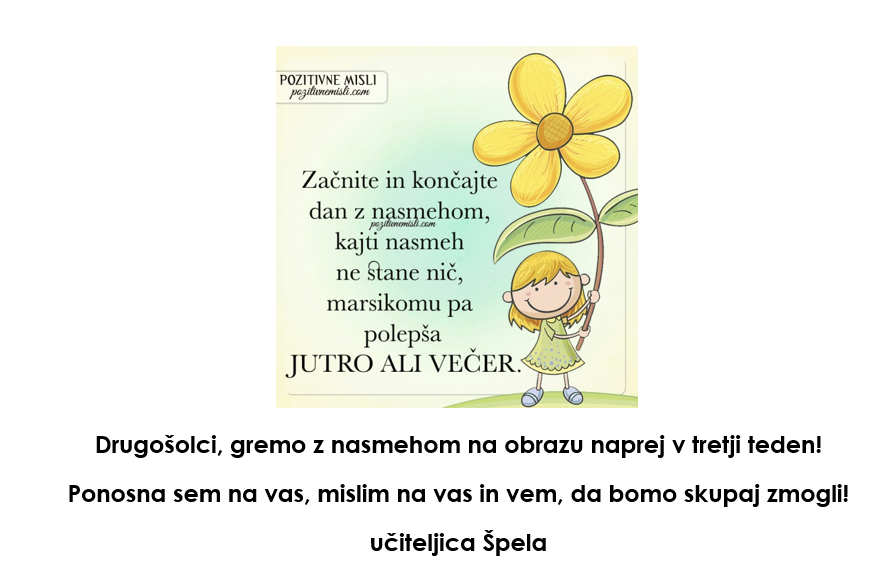 POZITIVNE MISLI
pozitivnemisli.com
Začnite in končajte
dan z nasmehom,
pozitivnemisli.com
kajti nasmeh
ne stane nič,
marsikomu pa
polepša
JUTRO ALI VEČER.
Drugošolci, gremo z nasmehom na obrazu naprej v tretji teden!
Ponosna sem na vas, mislim na vas in vem, da bomo skupaj zmogli!
učiteljica Špela